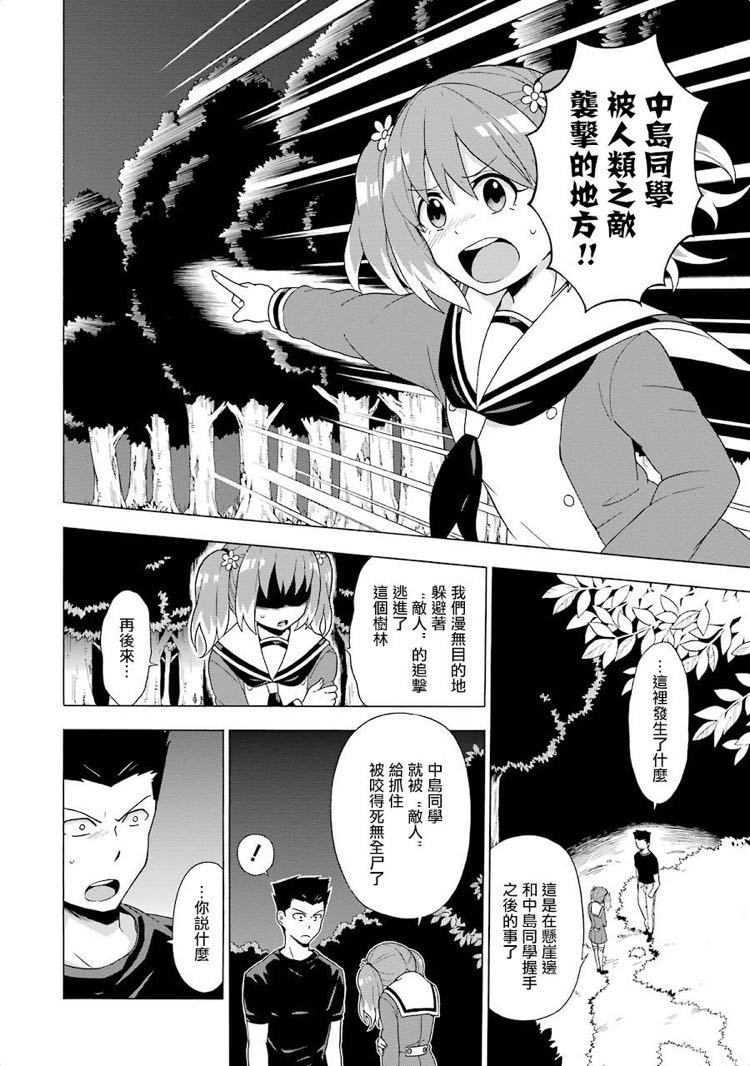 中島同學
被人類之敵
襲擊的地方!!
…這裡發生了什麼
這是在懸崖邊
和中島同學握手
之後的事了
我們漫無目的地
躲避著
"敵人"的追擊
逃進了
這個樹林
再後來…
中島同學
就被"敵人"
給抓住
被咬得死無全尸了
！
…你說什麼